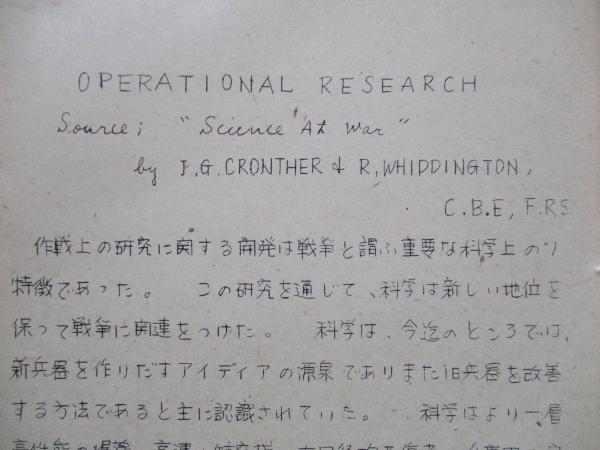 OPERATIONAL RESEARCH
Source; "Science At War"
by J.G. CRONTHER & R, WHIDDINGTON,
C.B.E, F.R.S
作戦上の研究に関する開発は戦争と謂ふ重要な科学上の1
特徴であった。 この研究を通じて、科学は新しい地位を
保って戦争に関連をつけた。 科学は、今迄のところでは、
新兵器を作りだすアイディアの源泉でありまた旧兵器を改善
する方法であると主に認識されていた。 科学はより一層